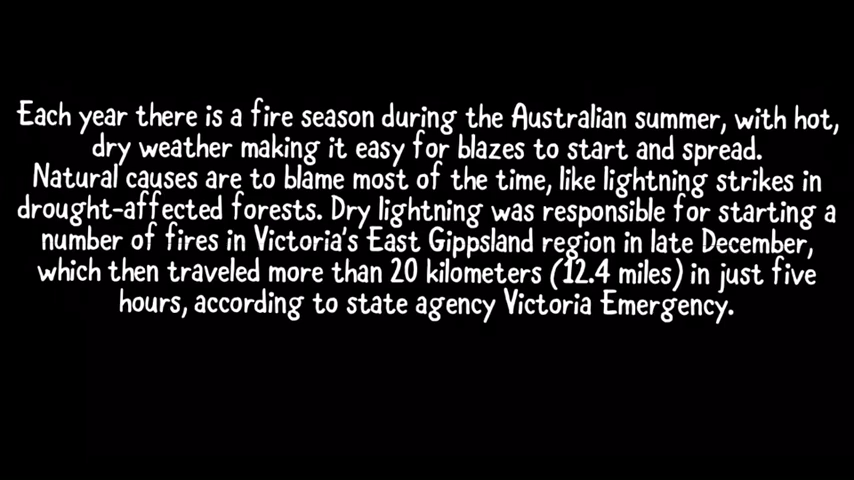 Each year there is a fire season during the Australian summer, with hot,
dry weather making it easy for blazes to start and spread.
Natural causes are to blame most of the time, like lightning strikes in
drought-affected forests. Dry lightning was responsible for starting a
number of fires in Victoria's East Gippsland region in late December,
which then traveled more than 20 kilometers (12.4 miles) in just five
hours, according to state agency Victoria Emergency.